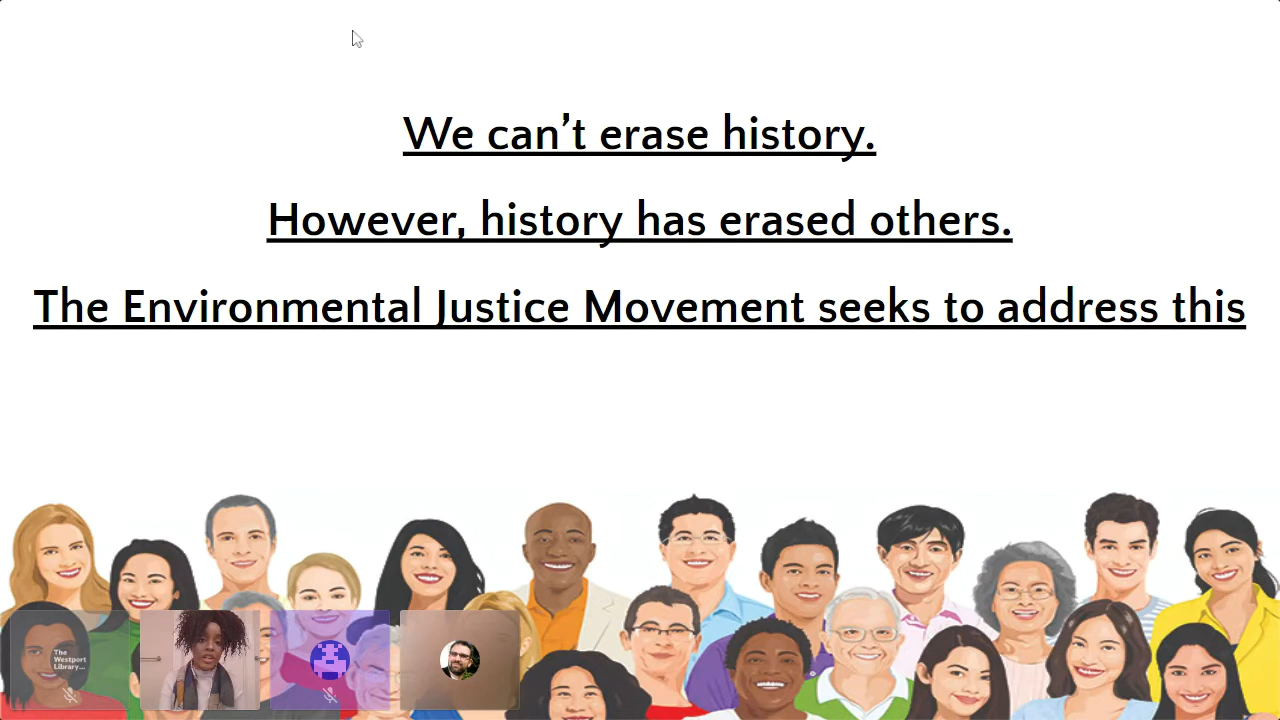 We can’t erase history.
However, history has erased others.
The Environmental Justice Movement seeks to address this
The
Westport
Library...